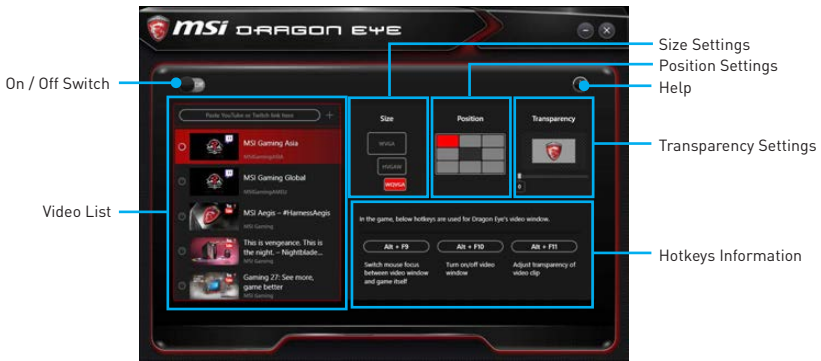 msi DRAGON EYE
Size Settings
Position Settings
On / Off Switch
Help
Paste YouTube or Twitch link here
Size
Position
Transparency
MSI Gaming Asia
MSIGamingASIA
WVGA
HVGAW
WQVGA
Transparency Settings
MSI Gaming Global
MSIGamingAMSU
0
Video List
MSI Aegis – #HarnessAegis
MSI Gaming
In the game, below hotkeys are used for Dragon Eye's video window.
This is vengeance. This is
the night. – Nightblade...
MSI Gaming
Alt + F9
Alt + F10
Alt + F11
Hotkeys Information
Switch mouse focus
between video window
and game itself
Turn on/off video
window
Adjust transparency of
video clip
Gaming 27: See more,
game better
MSI Gaming